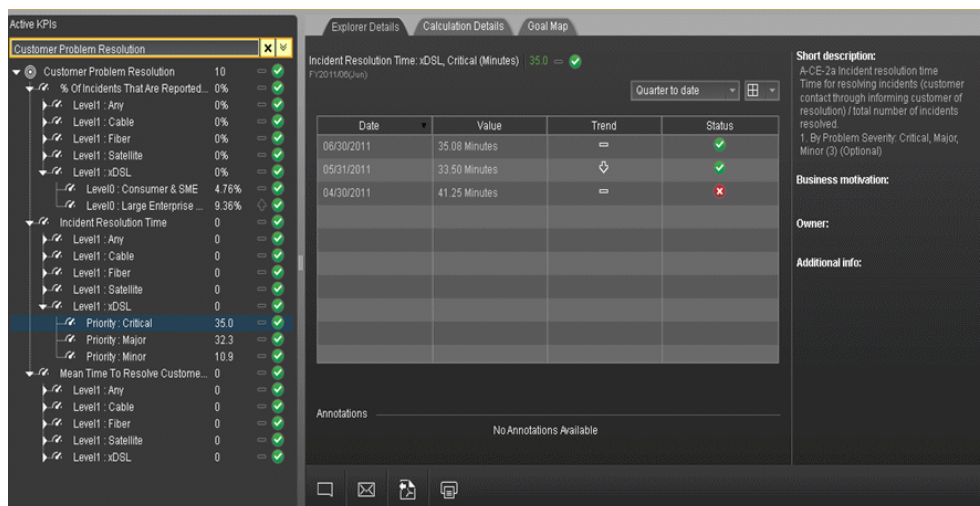 Active KPIs
Customer Problem Resolution
Customer Problem Resolution 10
% Of Incidents That Are Reported... 0%
Level1 : Any 0%
Level1 : Cable 0%
Level1 : Fiber 0%
Level1 : Satellite 0%
Level1 : xDSL 0%
Level0 : Consumer & SME 4.76%
Level0 : Large Enterprise ... 9.36%
Incident Resolution Time 0
Level1 : Any 0
Level1 : Cable 0
Level1 : Fiber 0
Level1 : Satellite 0
Level1 : xDSL 0
Priority : Critical 35.0
Priority : Major 32.3
Priority : Minor 10.9
Mean Time To Resolve Custome... 0
Level1 : Any 0
Level1 : Cable 0
Level1 : Fiber 0
Level1 : Satellite 0
Level1 : xDSL 0
Explorer Details Calculation Details Goal Map
Incident Resolution Time: xDSL, Critical (Minutes) 35.0
FY2011/06(Jun)
Quarter to date
Date Value Trend Status
06/30/2011 35.08 Minutes
05/31/2011 33.50 Minutes
04/30/2011 41.25 Minutes
Annotations
No Annotations Available
Short description:
A-CE-2a Incident resolution time
Time for resolving incidents (customer
contact through informing customer of
resolution) / total number of incidents
resolved.
1. By Problem Severity: Critical, Major,
Minor (3) (Optional)
Business motivation:
Owner:
Additional info: